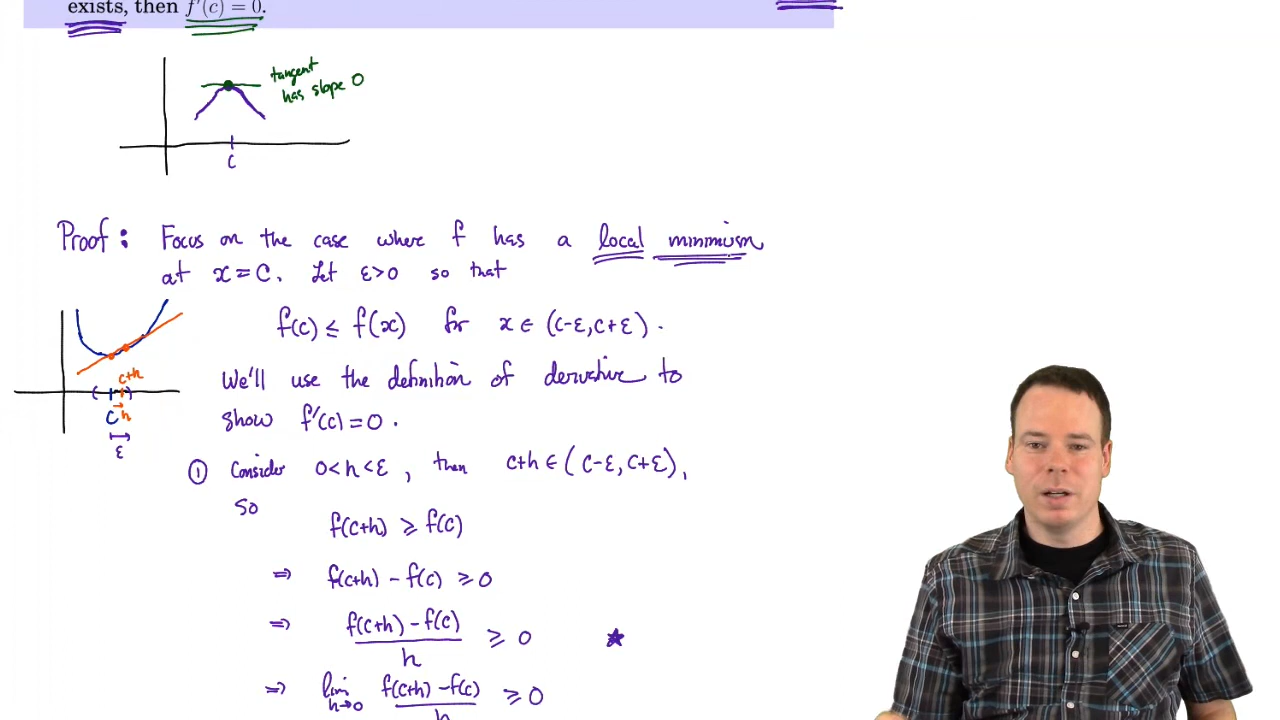 exists, then f'(c) = 0.
tangent
has slope 0
c
Proof: Focus on the case where f has a local minimum
at x = c. Let ε>0 so that
f(c) ≤ f(x) for x ∈ (c-ε, c+ε).
We'll use the definition of derivative to
show f'(c) = 0.
c+h
c h
ε
① Consider 0<h<ε, then c+h ∈ (c-ε, c+ε),
so
f(c+h) ≥ f(c)
⇒ f(c+h) - f(c) ≥ 0
⇒ f(c+h) - f(c) / h ≥ 0 ★
⇒ lim h→0 f(c+h) - f(c) / h ≥ 0